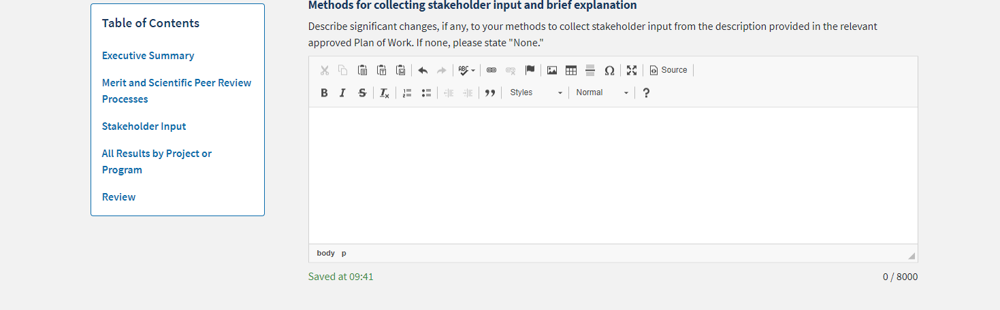 Table of Contents
Executive Summary
Merit and Scientific Peer Review
Processes
Stakeholder Input
All Results by Project or
Program
Review
Methods for collecting stakeholder input and brief explanation
Describe significant changes, if any, to your methods to collect stakeholder input from the description provided in the relevant
approved Plan of Work. If none, please state "None."
ABC
Source
B I S Tx Styles Normal ?
body p
Saved at 09:41
0 / 8000